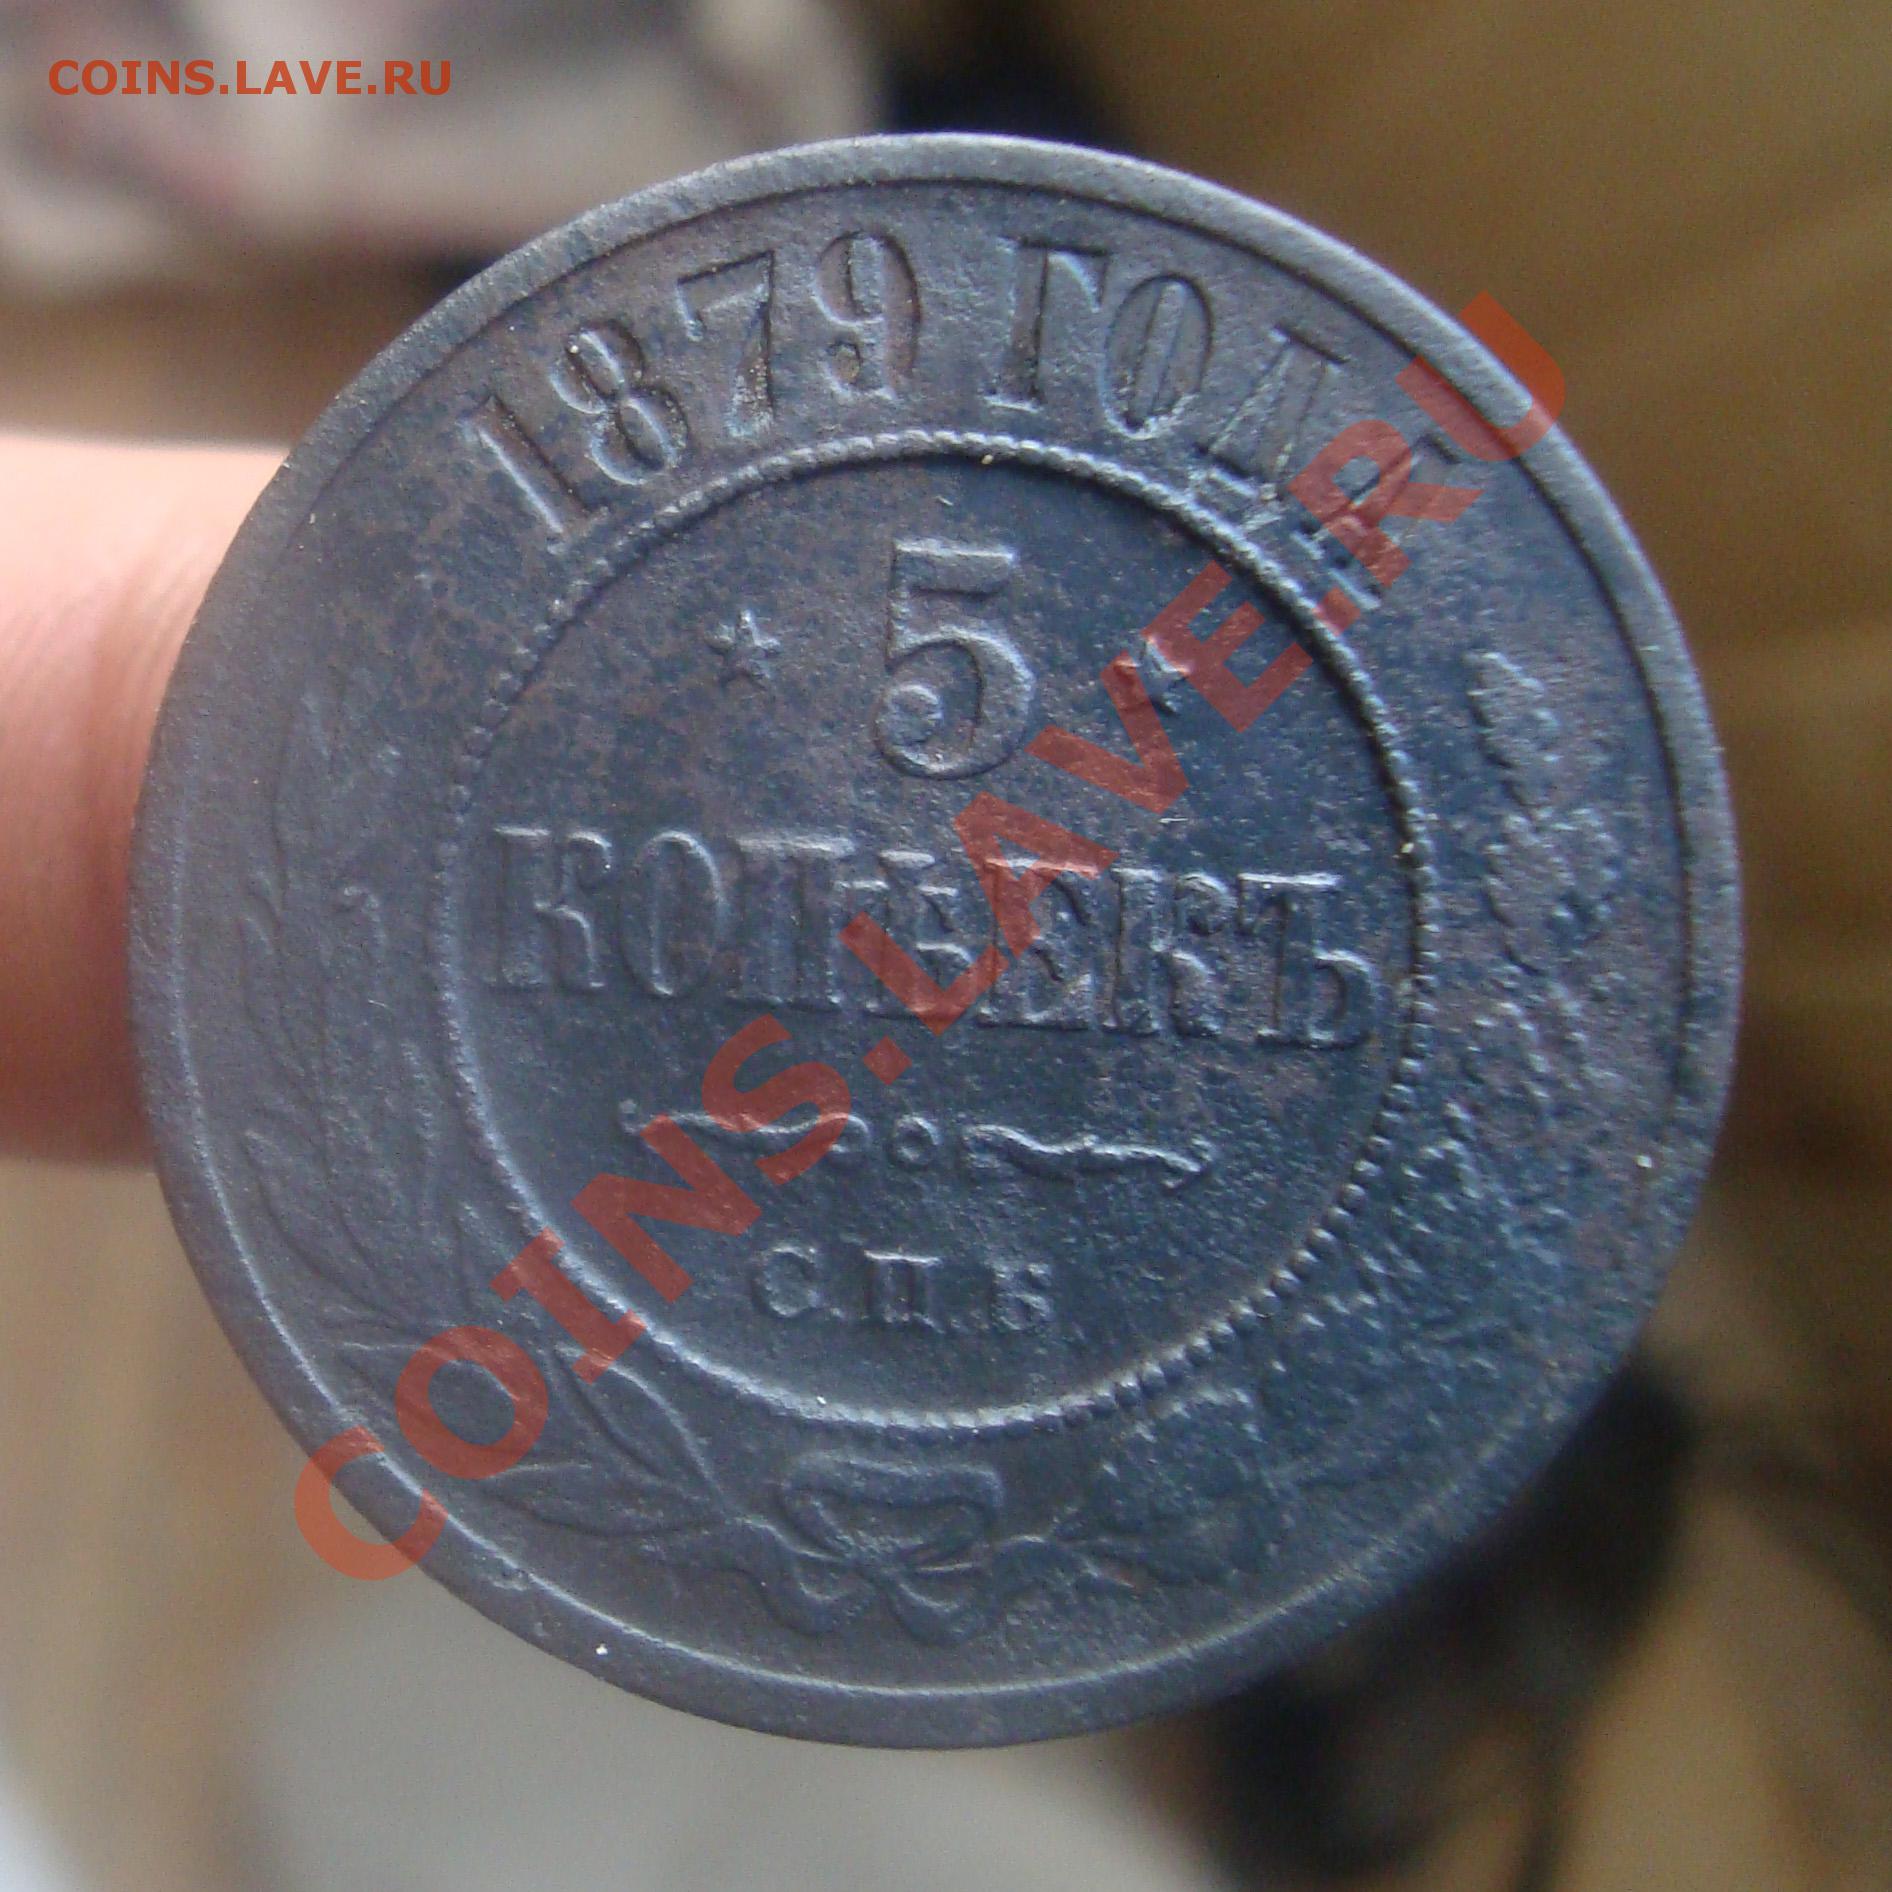 COINS.LAVE.RU
1879 ГОДА
5
КОПѢЕКЪ
С.П.Б.
COINS.LAVE.RU